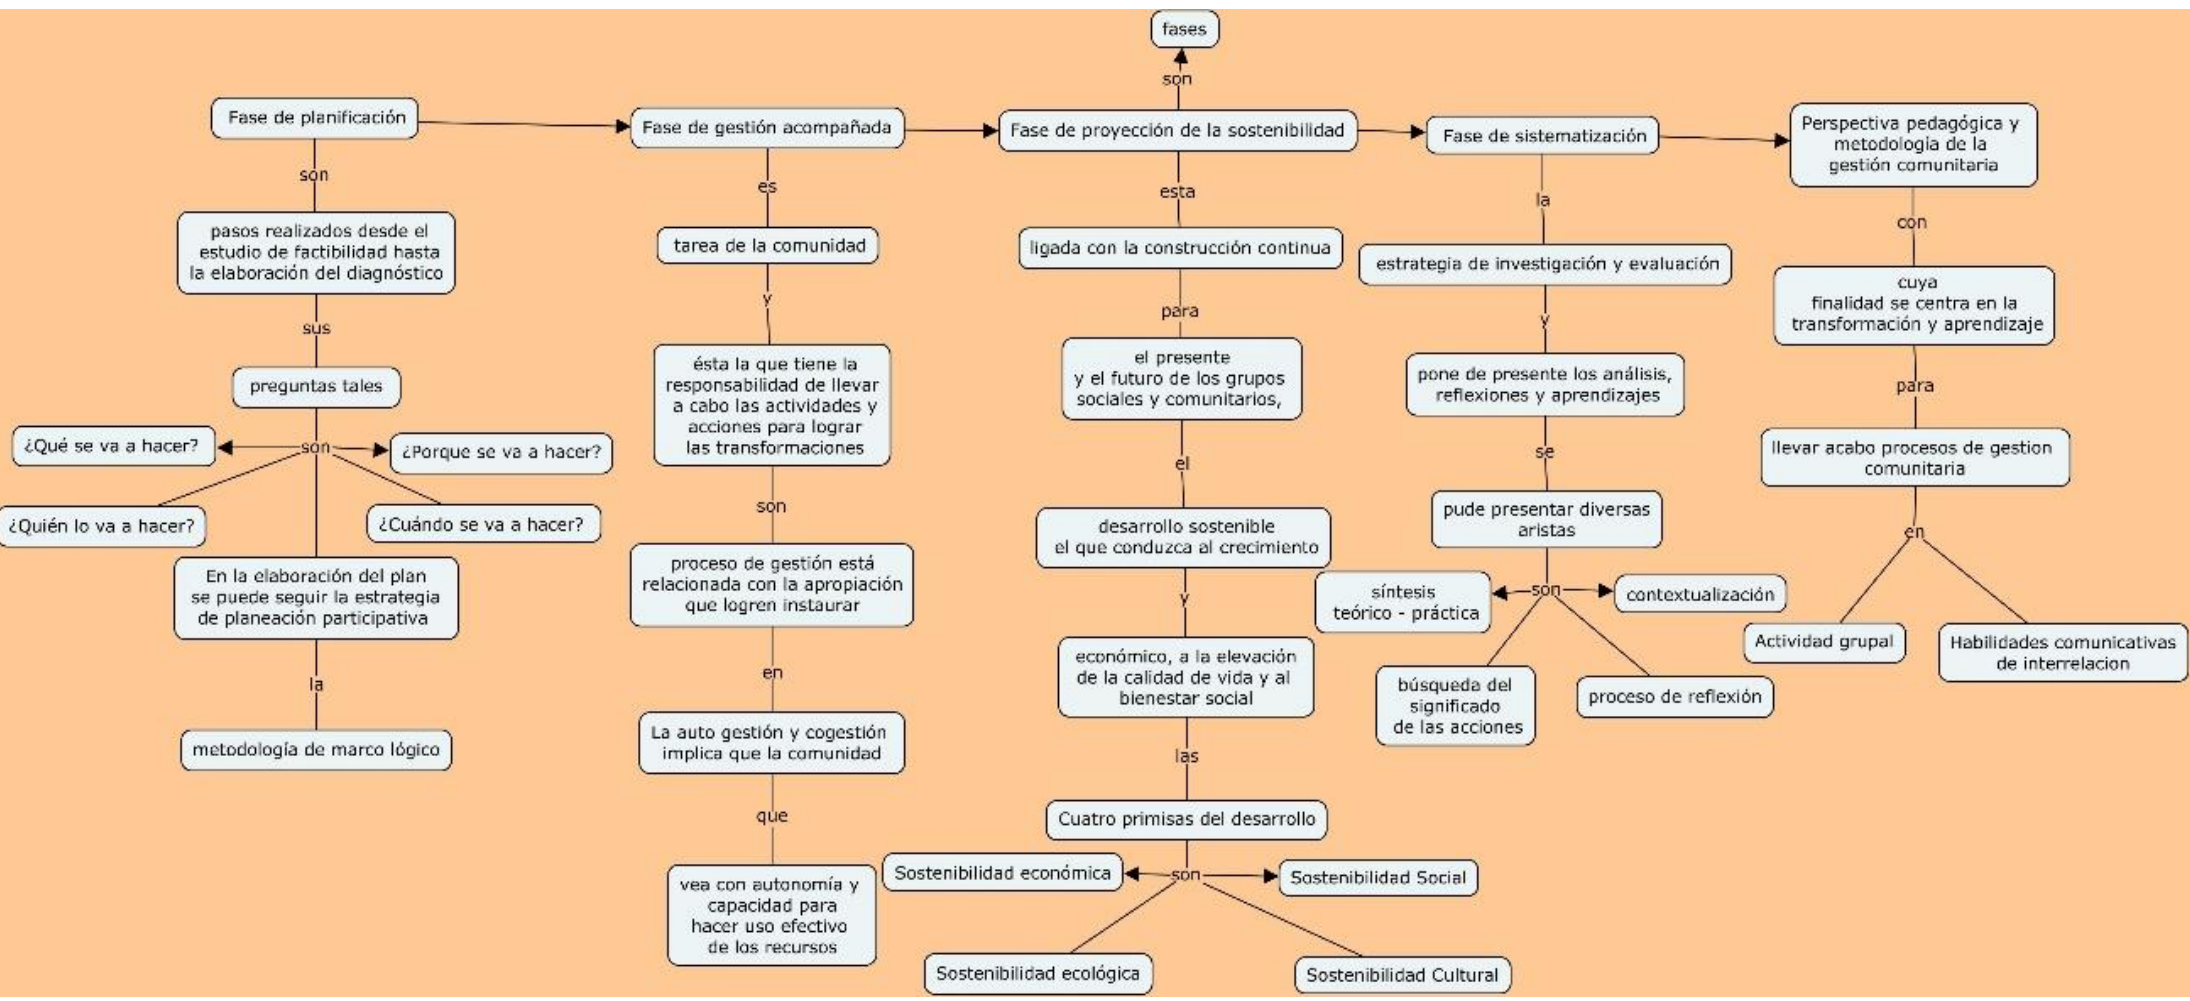 fases
son
Fase de planificación
son
pasos realizados desde el
estudio de factibilidad hasta
la elaboración del diagnóstico
sus
preguntas tales
son
¿Qué se va a hacer?
¿Porque se va a hacer?
¿Quién lo va a hacer?
¿Cuándo se va a hacer?
En la elaboración del plan
se puede seguir la estrategia
de planeación participativa
la
metodología de marco lógico
Fase de gestión acompañada
es
tarea de la comunidad
y
ésta la que tiene la
responsabilidad de llevar
a cabo las actividades y
acciones para lograr
las transformaciones
son
proceso de gestión está
relacionada con la apropiación
que logren instaurar
en
La auto gestión y cogestión
implica que la comunidad
que
vea con autonomía y
capacidad para
hacer uso efectivo
de los recursos
Fase de proyección de la sostenibilidad
esta
ligada con la construcción continua
para
el presente
y el futuro de los grupos
sociales y comunitarios,
el
desarrollo sostenible
el que conduzca al crecimiento
y
económico, a la elevación
de la calidad de vida y al
bienestar social
las
Cuatro primisas del desarrollo
son
Sostenibilidad económica
Sostenibilidad Social
Sostenibilidad ecológica
Sostenibilidad Cultural
Fase de sistematización
la
estrategia de investigación y evaluación
y
pone de presente los análisis,
reflexiones y aprendizajes
se
pude presentar diversas
aristas
son
síntesis
teórico - práctica
contextualización
búsqueda del
significado
de las acciones
proceso de reflexión
Perspectiva pedagógica y
metodología de la
gestión comunitaria
con
cuya
finalidad se centra en la
transformación y aprendizaje
para
llevar acabo procesos de gestion
comunitaria
en
Actividad grupal
Habilidades comunicativas
de interrelacion